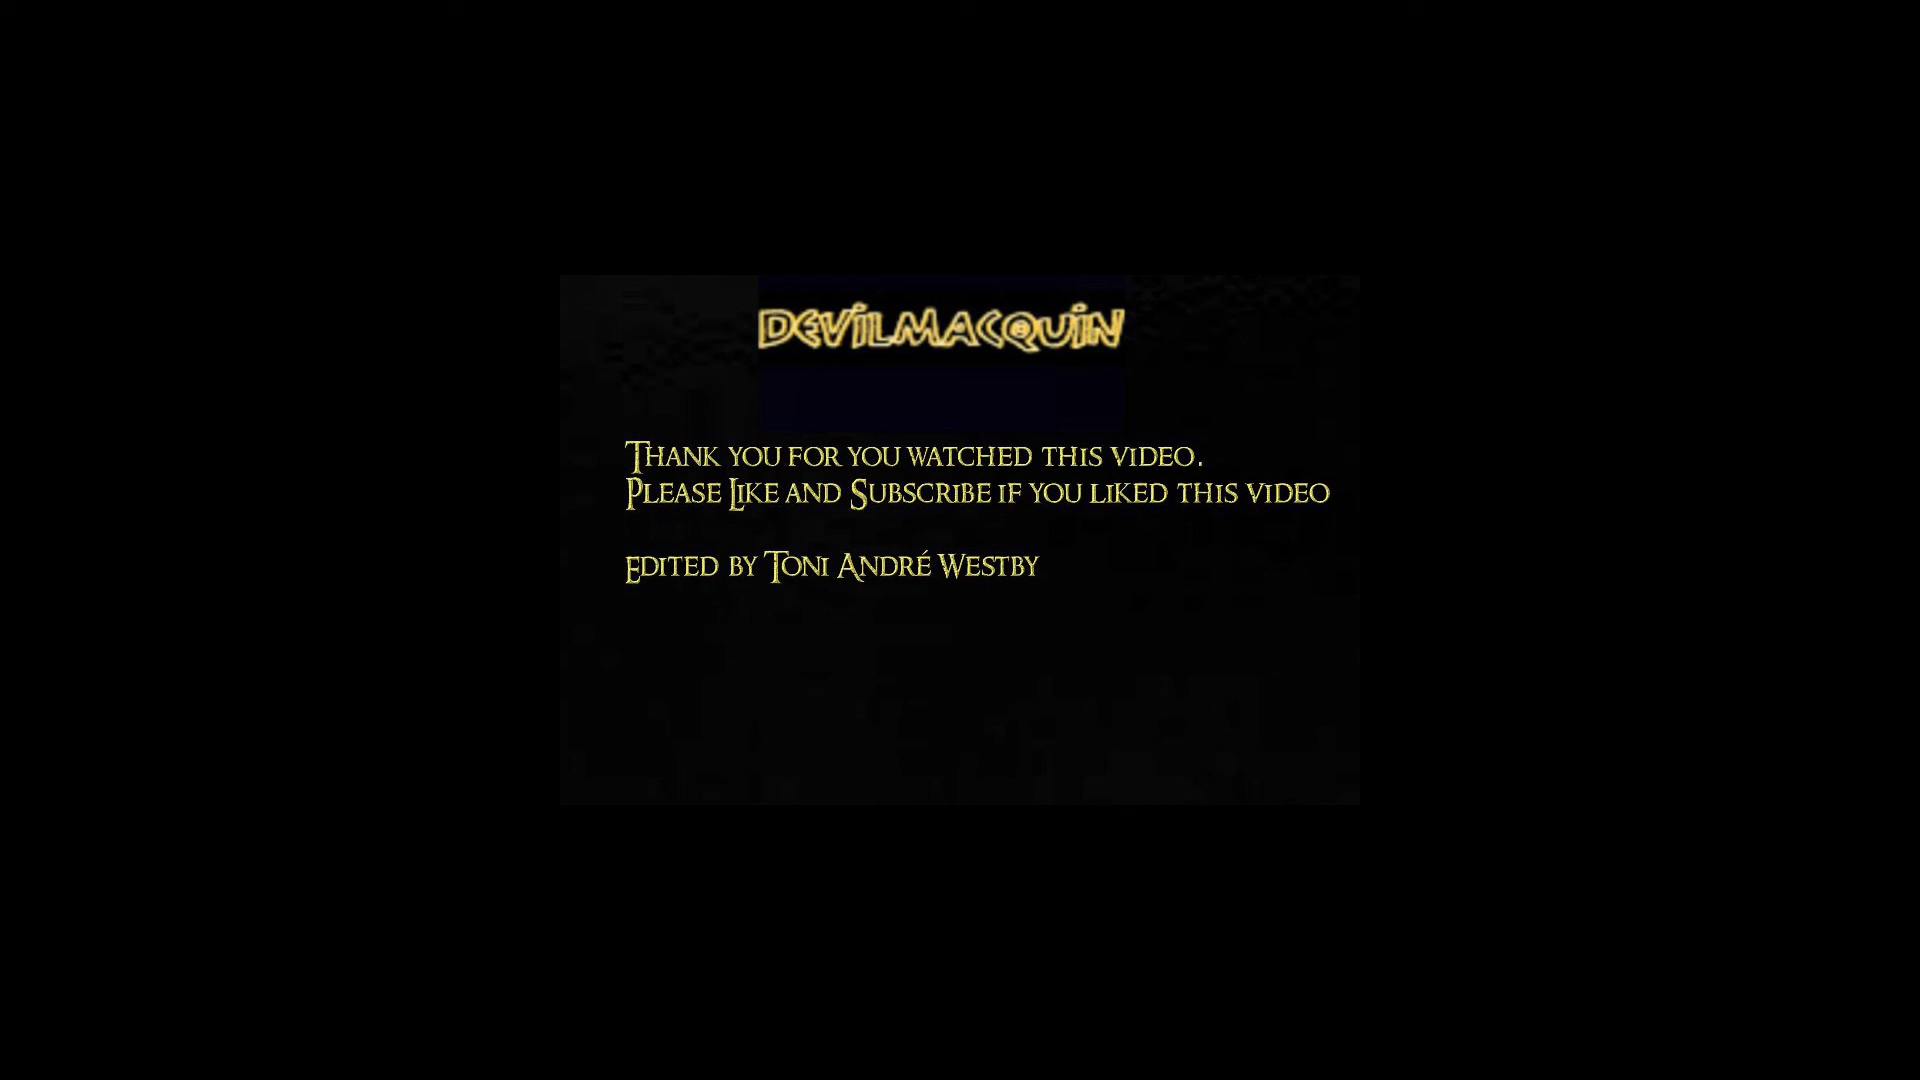 DEVILMACQUIN
Thank you for you watched this video.
Please Like and Subscribe if you liked this video
Edited by Toni André Westby